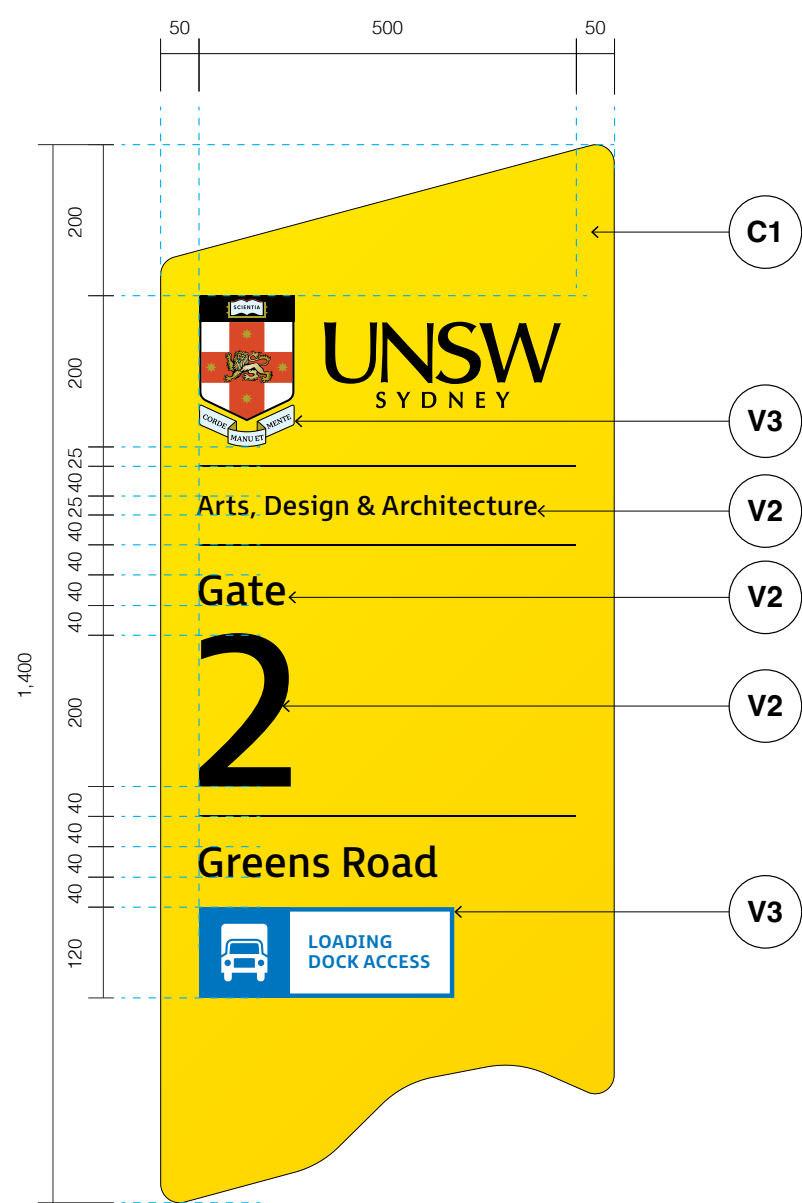 50 500 50
200
C1
SCIENTIA
UNSW
SYDNEY
200
CORDE MANU ET MENTE
V3
25
40
Arts, Design & Architecture
V2
25
40
40
Gate
V2
40
40
1,400
2
V2
200
40
40
Greens Road
40
40
V3
LOADING
DOCK ACCESS
120